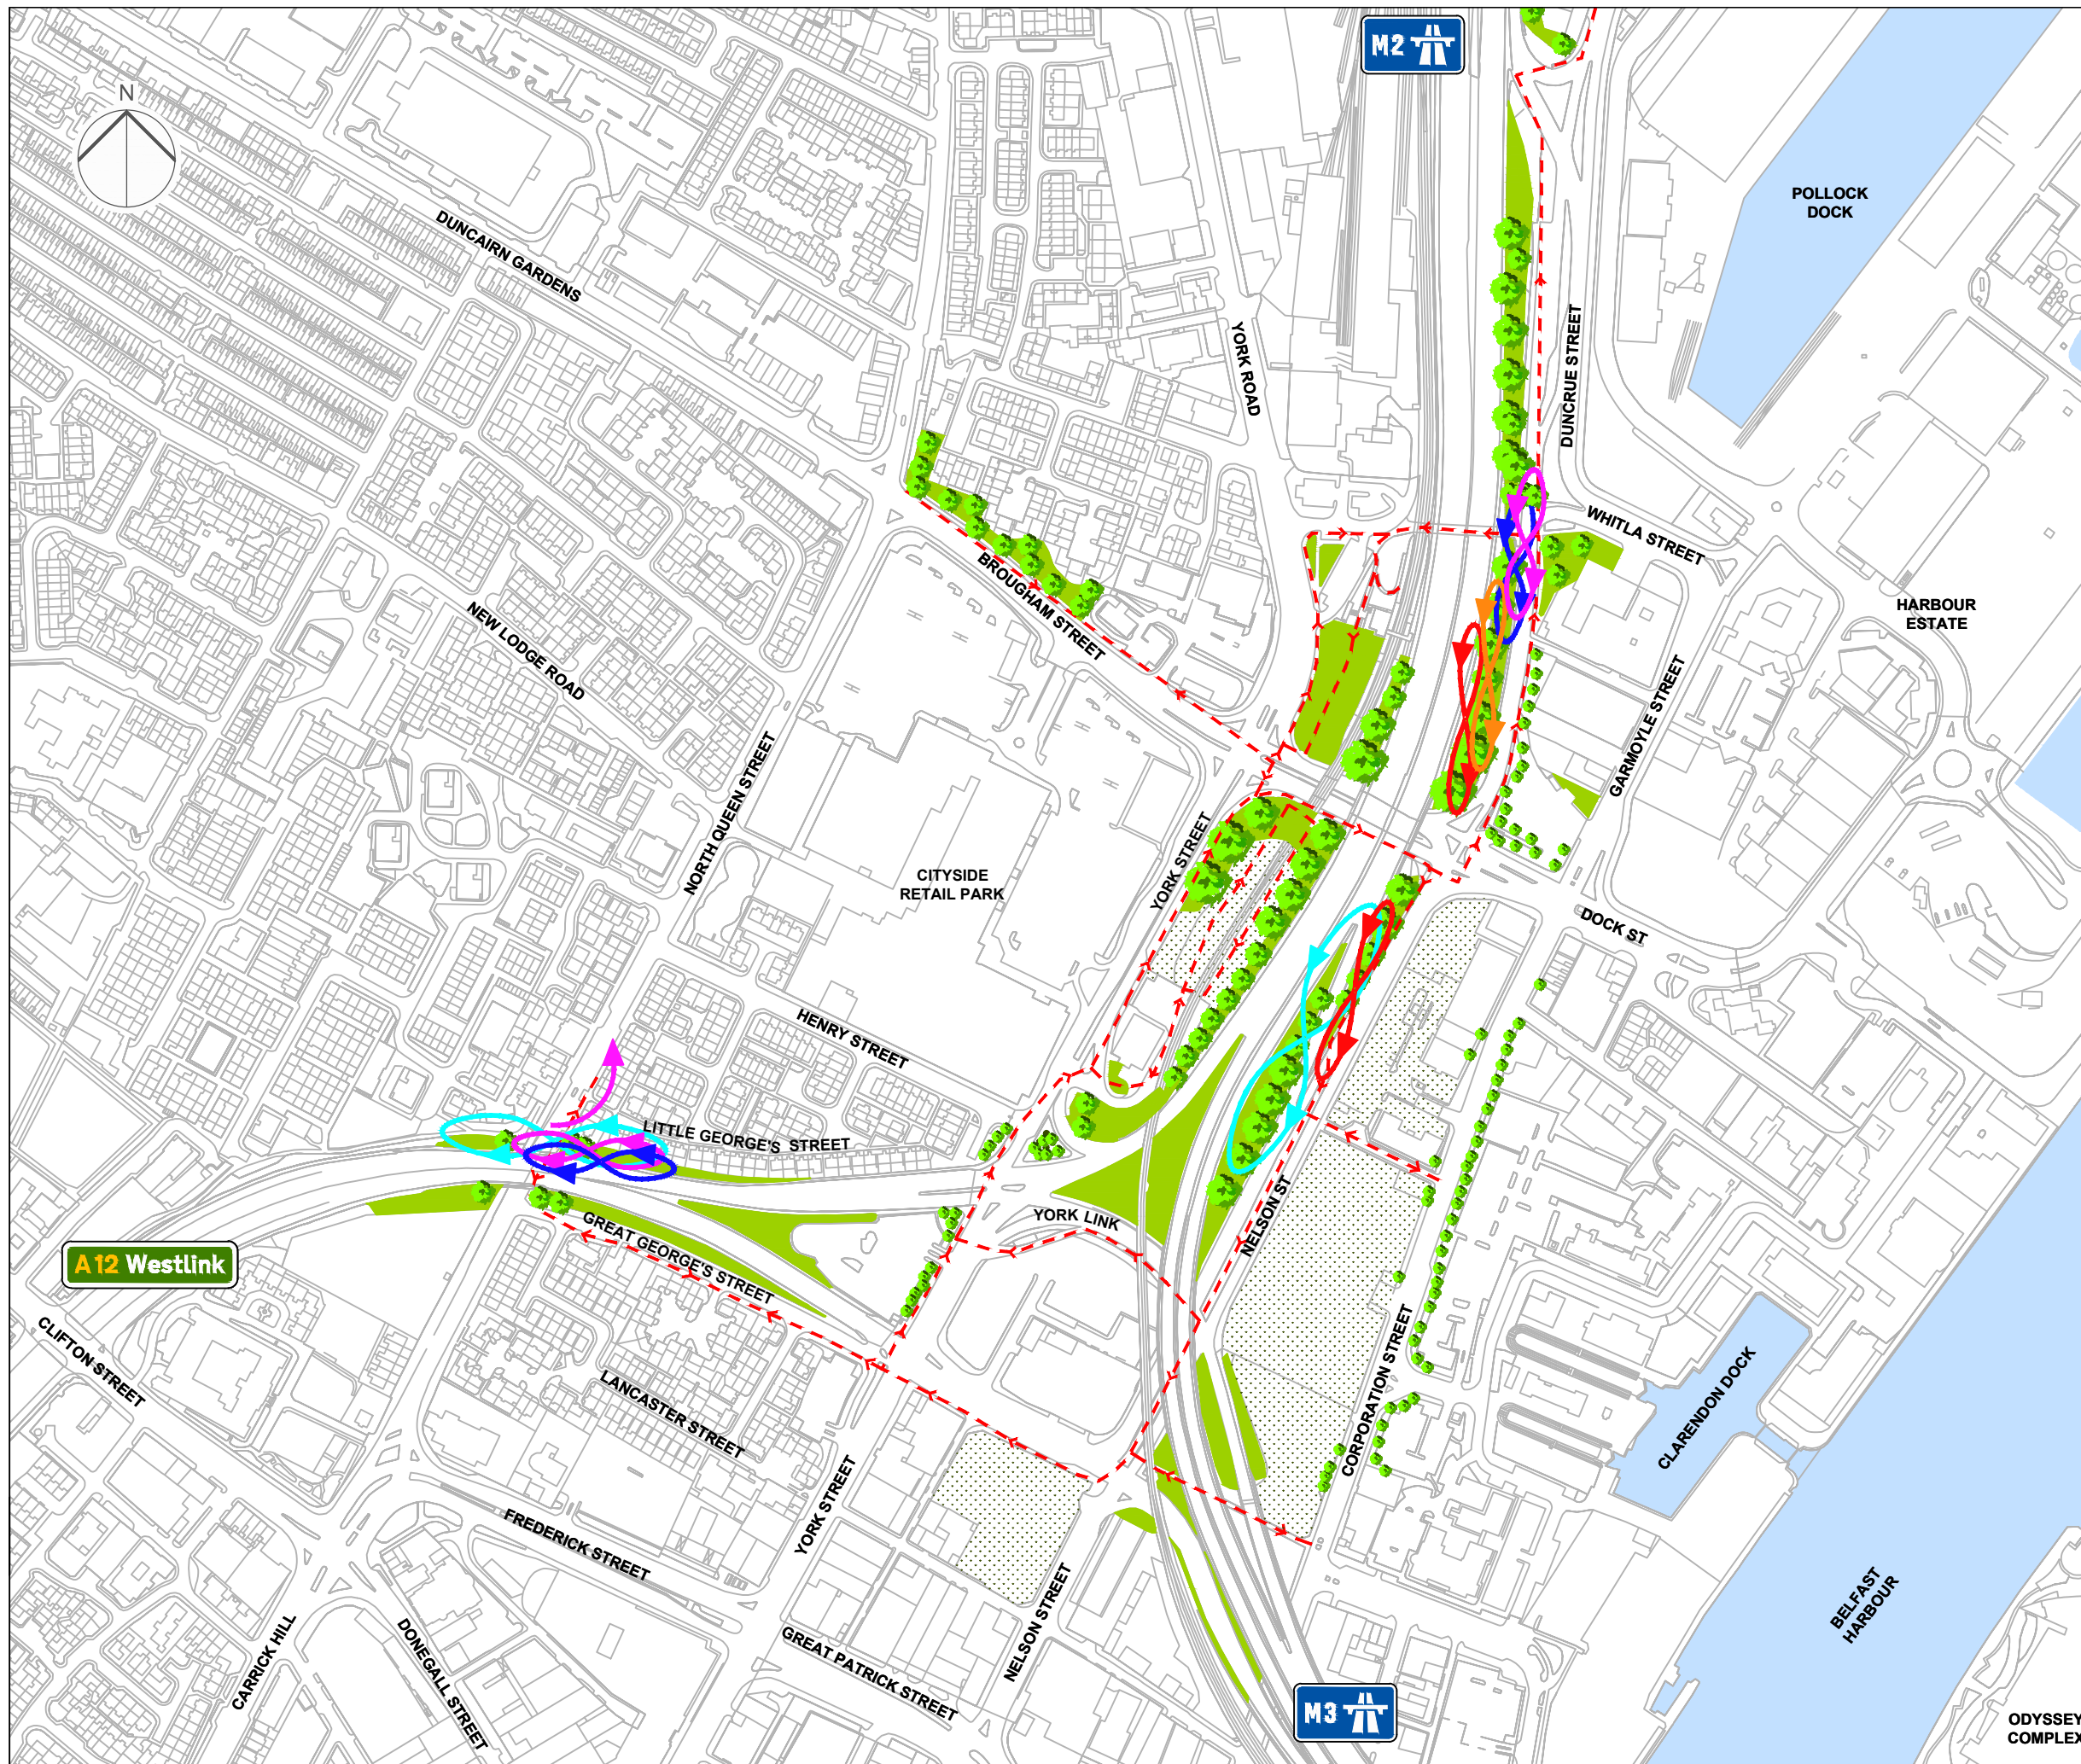 M2
N
POLLOCK
DOCK
DUNCAIRN GARDENS
YORK ROAD
DUNCRUE STREET
WHITLA STREET
BROUGHAM STREET
HARBOUR
ESTATE
NEW LODGE ROAD
GARMOYLE STREET
NORTH QUEEN STREET
YORK STREET
CITYSIDE
RETAIL PARK
DOCK ST
HENRY STREET
LITTLE GEORGE'S STREET
YORK LINK
NELSON ST
GREAT GEORGE'S STREET
A12 Westlink
CLIFTON STREET
LANCASTER STREET
CORPORATION STREET
CLARENDON DOCK
YORK STREET
FREDERICK STREET
NELSON STREET
BELFAST
HARBOUR
CARRICK HILL
DONEGALL STREET
GREAT PATRICK STREET
M3
ODYSSEY
COMPLEX